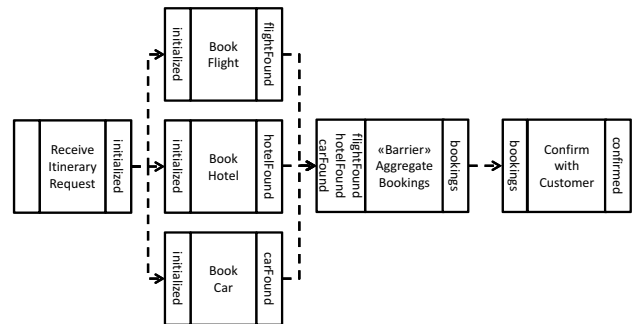 Receive
Itinerary
Request
initialized
initialized
Book
Flight
flightFound
initialized
Book
Hotel
hotelFound
initialized
Book
Car
carFound
flightFound
hotelFound
carFound
«Barrier»
Aggregate
Bookings
bookings
bookings
Confirm
with
Customer
confirmed